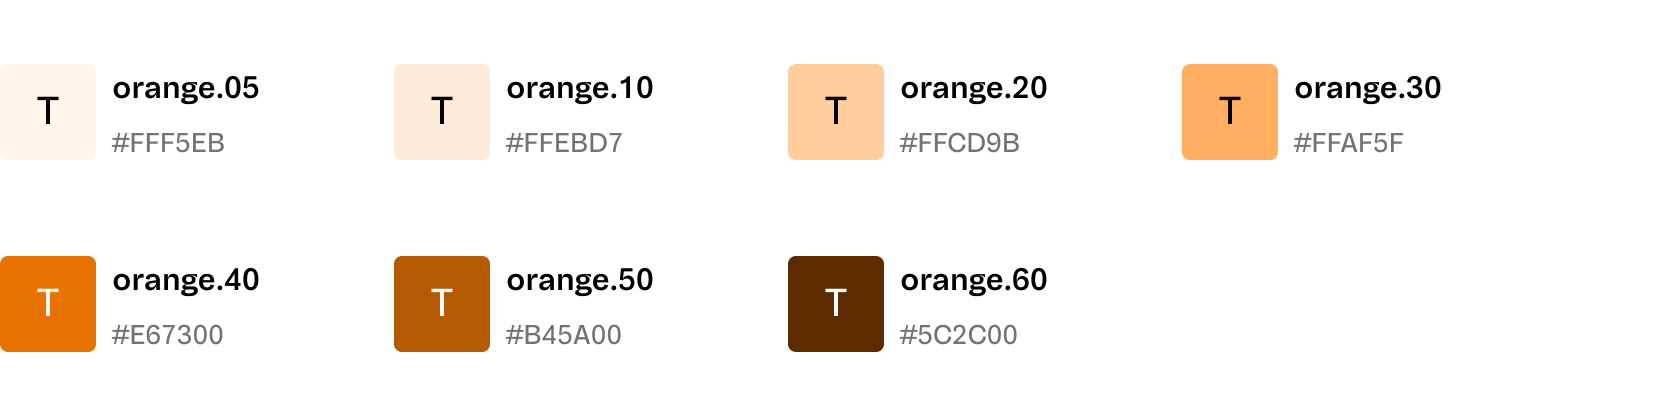 T
orange.05
#FFF5EB
T
orange.10
#FFEBD7
T
orange.20
#FFCD9B
T
orange.30
#FFAF5F
T
orange.40
#E67300
T
orange.50
#B45A00
T
orange.60
#5C2C00